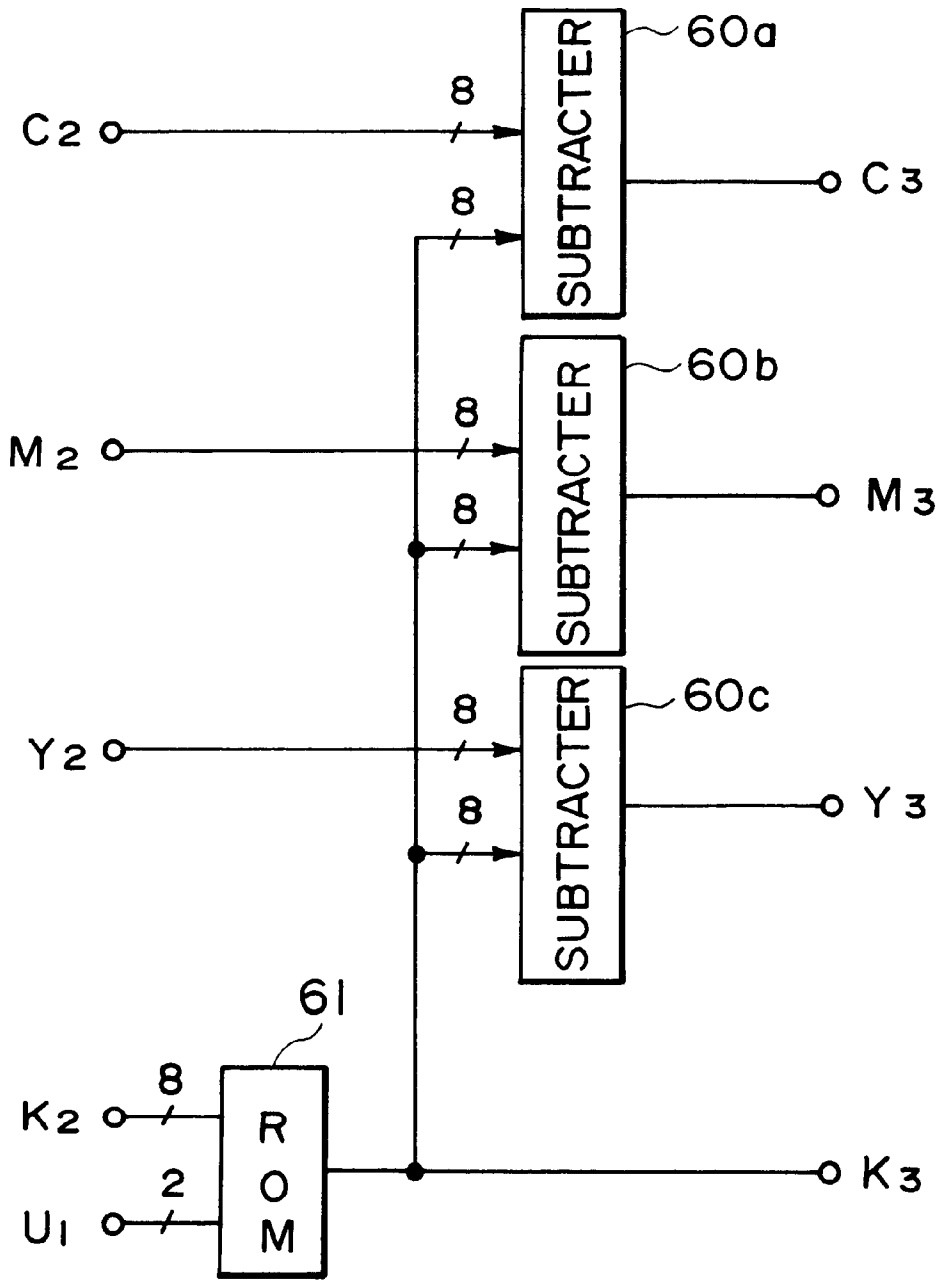 60a
8
C2
SUBTRACTER
C3
8
60b
8
M2
SUBTRACTER
M3
8
60c
8
Y2
SUBTRACTER
Y3
8
61
8
K2
ROM
K3
2
U1